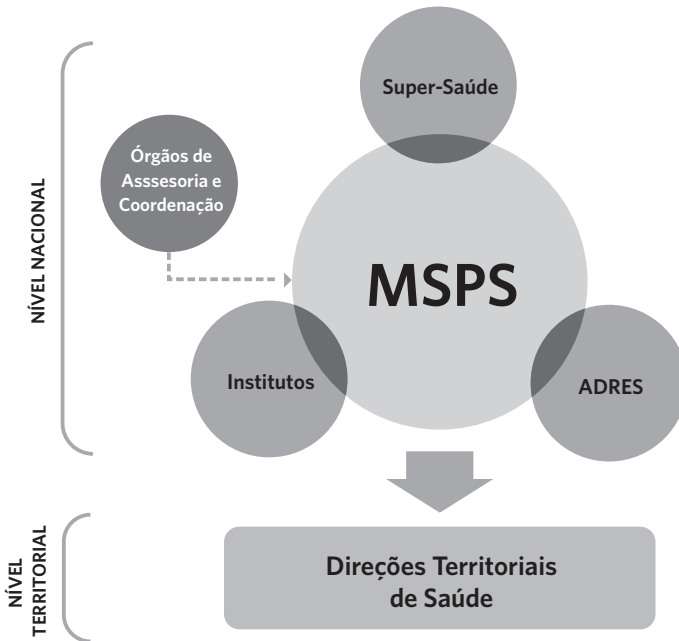 Super-Saúde
Órgãos de
Asssesoria e
Coordenação
NÍVEL NACIONAL
MSPS
Institutos
ADRES
NÍVEL
TERRITORIAL
Direções Territoriais
de Saúde